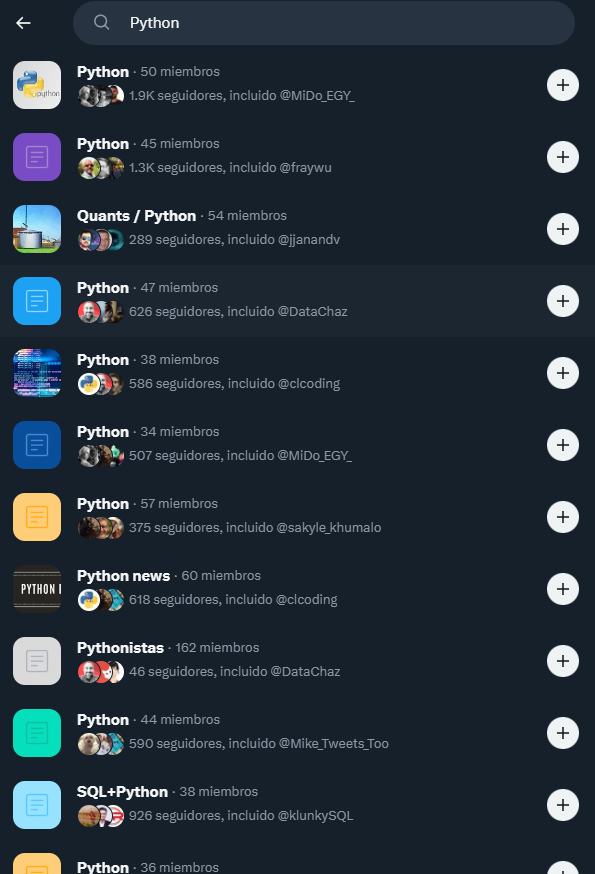 Python
Python · 50 miembros
python
1.9K seguidores, incluido @MiDo_EGY_
Python · 45 miembros
1.3K seguidores, incluido @fraywu
Quants / Python · 54 miembros
289 seguidores, incluido @jjanandv
Python · 47 miembros
626 seguidores, incluido @DataChaz
Python · 38 miembros
586 seguidores, incluido @clcoding
Python · 34 miembros
507 seguidores, incluido @MiDo_EGY_
Python · 57 miembros
375 seguidores, incluido @sakyle_khumalo
Python news · 60 miembros
PYTHON
618 seguidores, incluido @clcoding
Pythonistas · 162 miembros
46 seguidores, incluido @DataChaz
Python · 44 miembros
590 seguidores, incluido @Mike_Tweets_Too
SQL+Python · 38 miembros
926 seguidores, incluido @klunkySQL
Python · 36 miembros